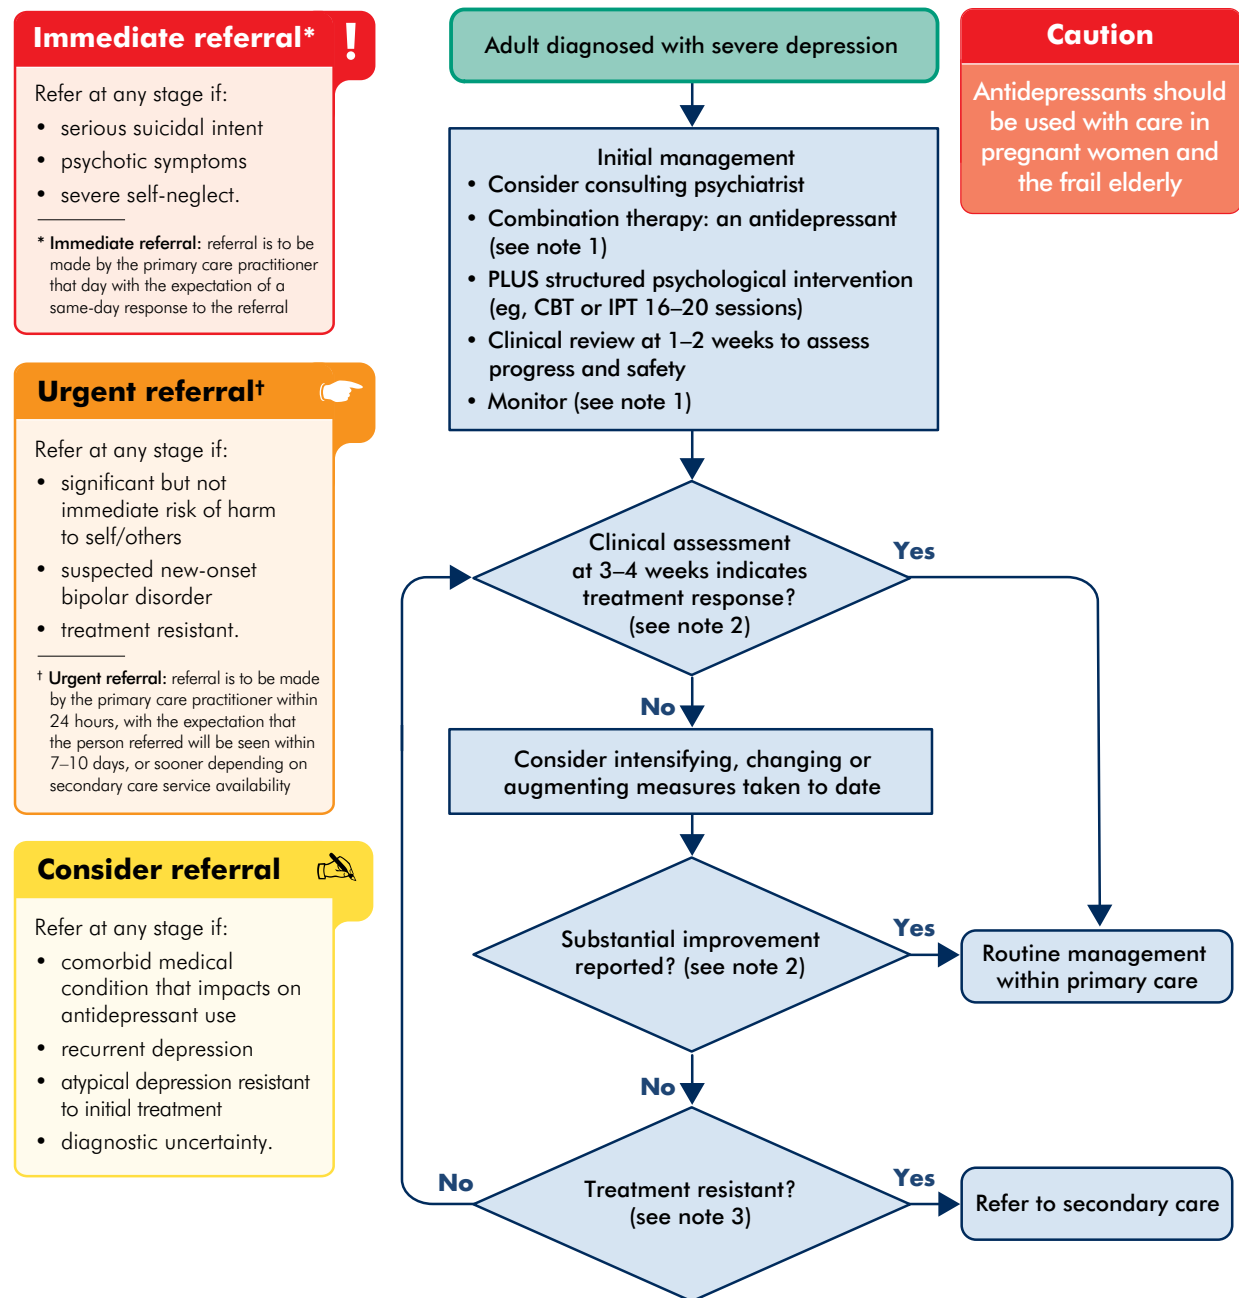 Immediate referral* !
Refer at any stage if:
• serious suicidal intent
• psychotic symptoms
• severe self-neglect.
* Immediate referral: referral is to be
made by the primary care practitioner
that day with the expectation of a
same-day response to the referral
Urgent referral†
Refer at any stage if:
• significant but not
immediate risk of harm
to self/others
• suspected new-onset
bipolar disorder
• treatment resistant.
† Urgent referral: referral is to be made
by the primary care practitioner within
24 hours, with the expectation that
the person referred will be seen within
7–10 days, or sooner depending on
secondary care service availability
Consider referral
Refer at any stage if:
• comorbid medical
condition that impacts on
antidepressant use
• recurrent depression
• atypical depression resistant
to initial treatment
• diagnostic uncertainty.
Adult diagnosed with severe depression
Initial management
• Consider consulting psychiatrist
• Combination therapy: an antidepressant
(see note 1)
• PLUS structured psychological intervention
(eg, CBT or IPT 16–20 sessions)
• Clinical review at 1–2 weeks to assess
progress and safety
• Monitor (see note 1)
Clinical assessment
at 3–4 weeks indicates
treatment response?
(see note 2)
Yes
No
Consider intensifying, changing or
augmenting measures taken to date
Substantial improvement
reported? (see note 2)
Yes
Routine management
within primary care
No
Treatment resistant?
(see note 3)
No
Yes
Refer to secondary care
Caution
Antidepressants should
be used with care in
pregnant women and
the frail elderly